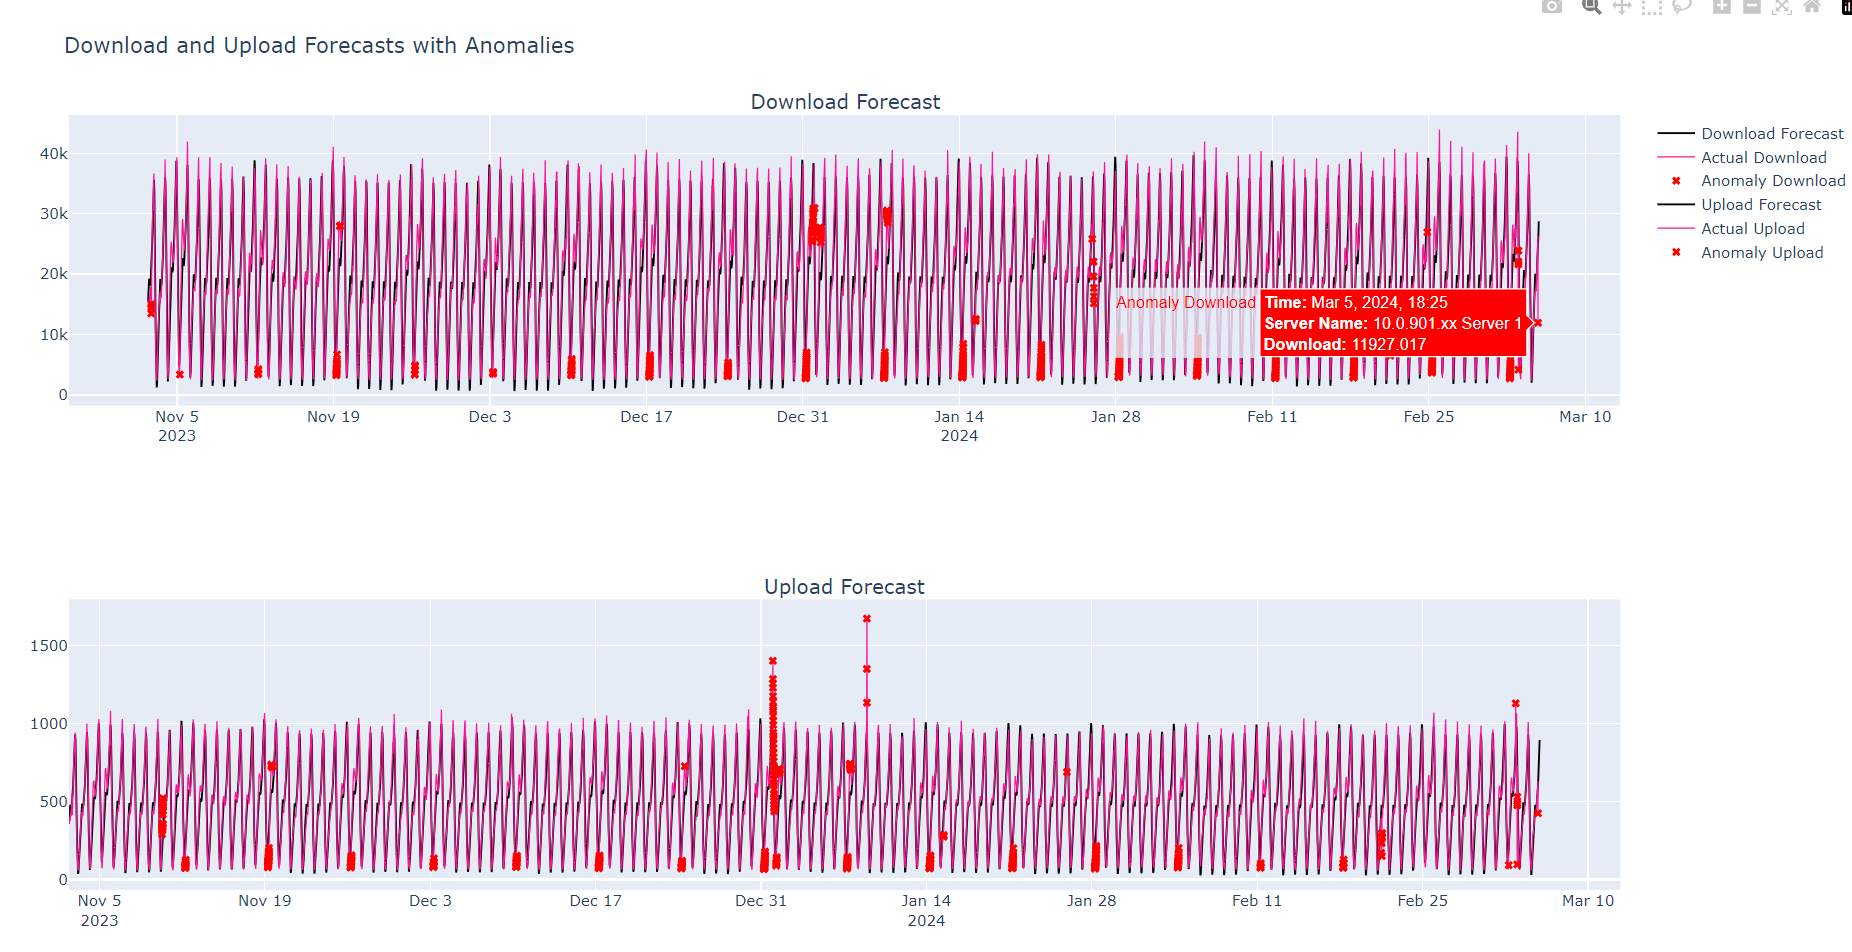 Download and Upload Forecasts with Anomalies
Download Forecast
40k
30k
20k
10k
0
Nov 5
2023
Nov 19
Dec 3
Dec 17
Dec 31
Jan 14
2024
Jan 28
Feb 11
Feb 25
Mar 10
Download Forecast
Actual Download
Anomaly Download
Upload Forecast
Actual Upload
Anomaly Upload
Anomaly Download
Time: Mar 5, 2024, 18:25
Server Name: 10.0.901.xx Server 1
Download: 11927.017
Upload Forecast
1500
1000
500
0
Nov 5
2023
Nov 19
Dec 3
Dec 17
Dec 31
Jan 14
2024
Jan 28
Feb 11
Feb 25
Mar 10